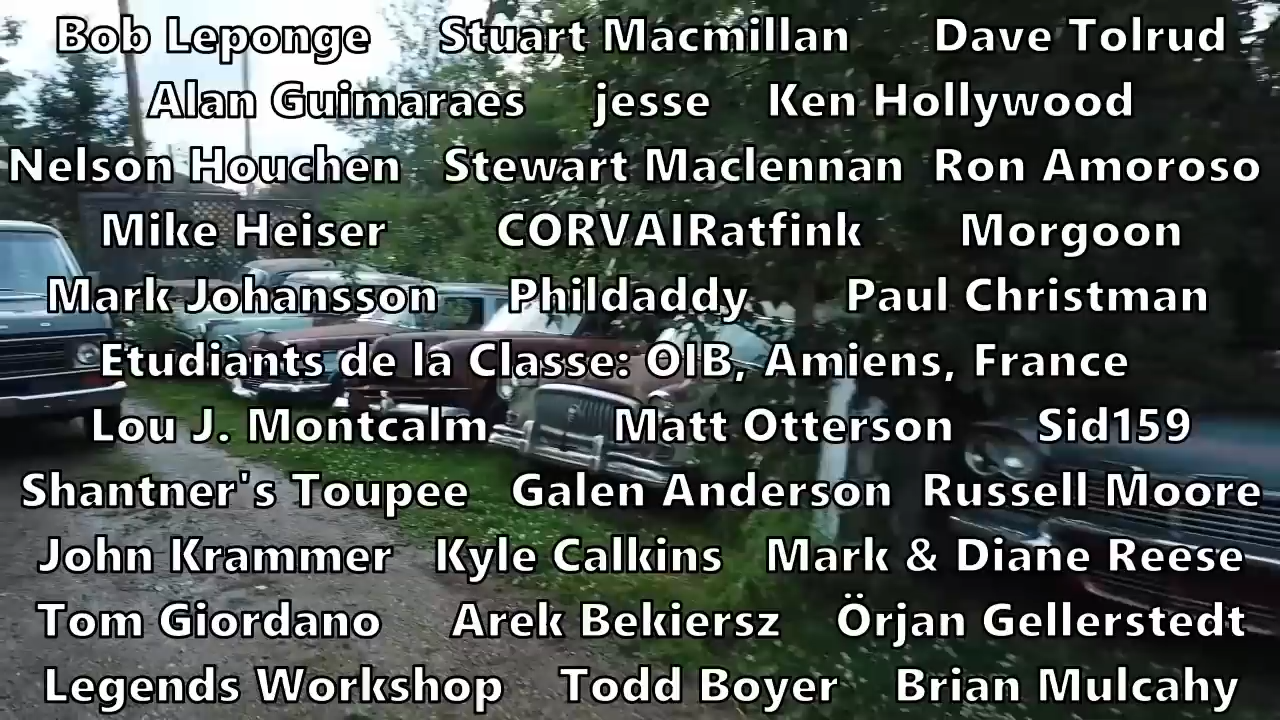 Bob Leponge Stuart Macmillan Dave Tolrud
Alan Guimaraes jesse Ken Hollywood
Nelson Houchen Stewart Maclennan Ron Amoroso
Mike Heiser CORVAIRatfink Morgoon
Mark Johansson Phildaddy Paul Christman
Etudiants de la Classe: OIB, Amiens, France
Lou J. Montcalm Matt Otterson Sid159
Shantner's Toupee Galen Anderson Russell Moore
John Krammer Kyle Calkins Mark & Diane Reese
Tom Giordano Arek Bekiersz Örjan Gellerstedt
Legends Workshop Todd Boyer Brian Mulcahy